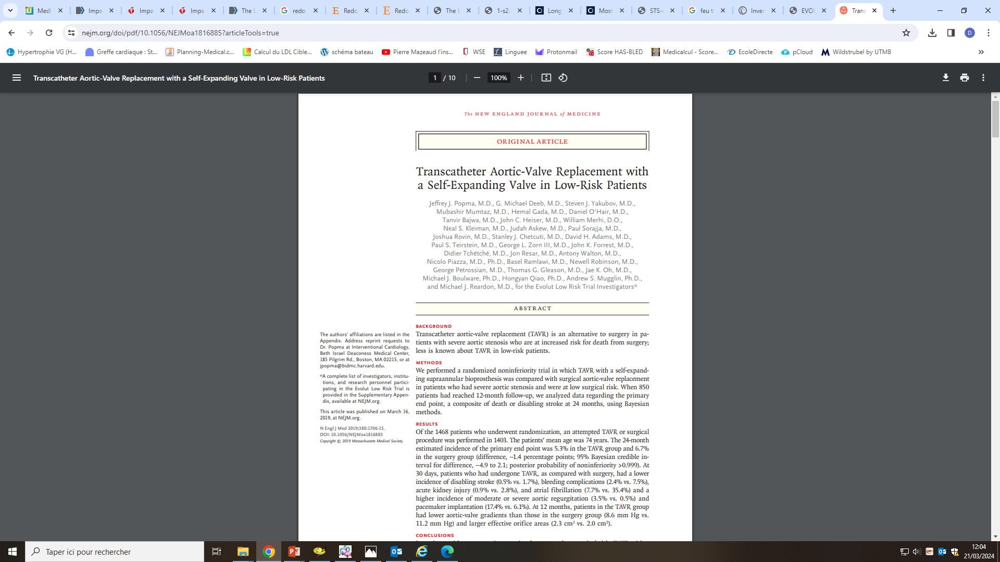 Medi
Impa
Impa
Impa
The U
redo
Redo
Redo
The U
1-s2.
Long
Most
STS-
feu t
Inver
EVOL
Trans
nejm.org/doi/pdf/10.1056/NEJMoa1816885?articleTools=true
D
Hypertrophie VG (H...
Greffe cardiaque : St...
Planning-Medical.c...
Calcul du LDL Cible...
schéma bateau
Pierre Mazeaud l'ins...
WSE
Linguee
Protonmail
Score HAS-BLED
Medicalcul - Score...
EcoleDirecte
pCloud
Wildstrubel by UTMB
Transcatheter Aortic-Valve Replacement with a Self-Expanding Valve in Low-Risk Patients
1 / 10
100%
The NEW ENGLAND JOURNAL of MEDICINE
ORIGINAL ARTICLE
Transcatheter Aortic-Valve Replacement with
a Self-Expanding Valve in Low-Risk Patients
Jeffrey J. Popma, M.D., G. Michael Deeb, M.D., Steven J. Yakubov, M.D.,
Mubashir Mumtaz, M.D., Hemal Gada, M.D., Daniel O'Hair, M.D.,
Tanvir Bajwa, M.D., John C. Heiser, M.D., William Merhi, D.O.,
Neal S. Kleiman, M.D., Judah Askew, M.D., Paul Sorajja, M.D.,
Joshua Rovin, M.D., Stanley J. Chetcuti, M.D., David H. Adams, M.D.,
Paul S. Teirstein, M.D., George L. Zorn III, M.D., John K. Forrest, M.D.,
Didier Tchétché, M.D., Jon Resar, M.D., Antony Walton, M.D.,
Nicolo Piazza, M.D., Ph.D., Basel Ramlawi, M.D., Newell Robinson, M.D.,
George Petrossian, M.D., Thomas G. Gleason, M.D., Jae K. Oh, M.D.,
Michael J. Boulware, Ph.D., Hongyan Qiao, Ph.D., Andrew S. Mugglin, Ph.D.,
and Michael J. Reardon, M.D., for the Evolut Low Risk Trial Investigators*
ABSTRACT
The authors' affiliations are listed in the
Appendix. Address reprint requests to
Dr. Popma at Interventional Cardiology,
Beth Israel Deaconess Medical Center,
185 Pilgrim Rd., Boston, MA 02215, or at
jpopma@bidmc.harvard.edu.
*A complete list of investigators, institu-
tions, and research personnel partici-
pating in the Evolut Low Risk Trial is
provided in the Supplementary Appen-
dix, available at NEJM.org.
This article was published on March 16,
2019, at NEJM.org.
N Engl J Med 2019;380:1706-15.
DOI: 10.1056/NEJMoa1816885
Copyright © 2019 Massachusetts Medical Society.
BACKGROUND
Transcatheter aortic-valve replacement (TAVR) is an alternative to surgery in pa-
tients with severe aortic stenosis who are at increased risk for death from surgery;
less is known about TAVR in low-risk patients.
METHODS
We performed a randomized noninferiority trial in which TAVR with a self-expand-
ing supraannular bioprosthesis was compared with surgical aortic-valve replacement
in patients who had severe aortic stenosis and were at low surgical risk. When 850
patients had reached 12-month follow-up, we analyzed data regarding the primary
end point, a composite of death or disabling stroke at 24 months, using Bayesian
methods.
RESULTS
Of the 1468 patients who underwent randomization, an attempted TAVR or surgical
procedure was performed in 1403. The patients' mean age was 74 years. The 24-month
estimated incidence of the primary end point was 5.3% in the TAVR group and 6.7%
in the surgery group (difference, −1.4 percentage points; 95% Bayesian credible in-
terval for difference, −4.9 to 2.1; posterior probability of noninferiority >0.999). At
30 days, patients who had undergone TAVR, as compared with surgery, had a lower
incidence of disabling stroke (0.5% vs. 1.7%), bleeding complications (2.4% vs. 7.5%),
acute kidney injury (0.9% vs. 2.8%), and atrial fibrillation (7.7% vs. 35.4%) and a
higher incidence of moderate or severe aortic regurgitation (3.5% vs. 0.5%) and
pacemaker implantation (17.4% vs. 6.1%). At 12 months, patients in the TAVR group
had lower aortic-valve gradients than those in the surgery group (8.6 mm Hg vs.
11.2 mm Hg) and larger effective orifice areas (2.3 cm² vs. 2.0 cm²).
CONCLUSIONS
Taper ici pour rechercher
12:04
21/03/2024